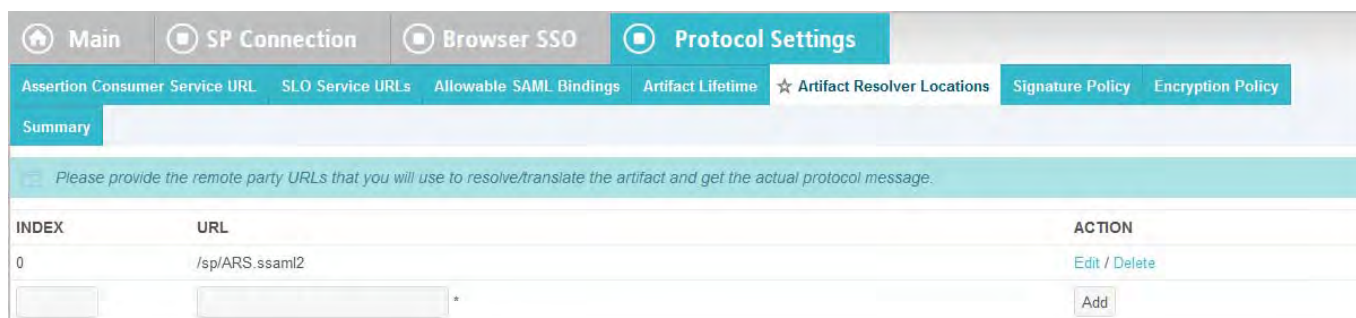 Main SP Connection Browser SSO Protocol Settings
Assertion Consumer Service URL SLO Service URLs Allowable SAML Bindings Artifact Lifetime Artifact Resolver Locations Signature Policy Encryption Policy
Summary
Please provide the remote party URLs that you will use to resolve/translate the artifact and get the actual protocol message.
INDEX URL ACTION
0 /sp/ARS.ssaml2 Edit / Delete
* Add